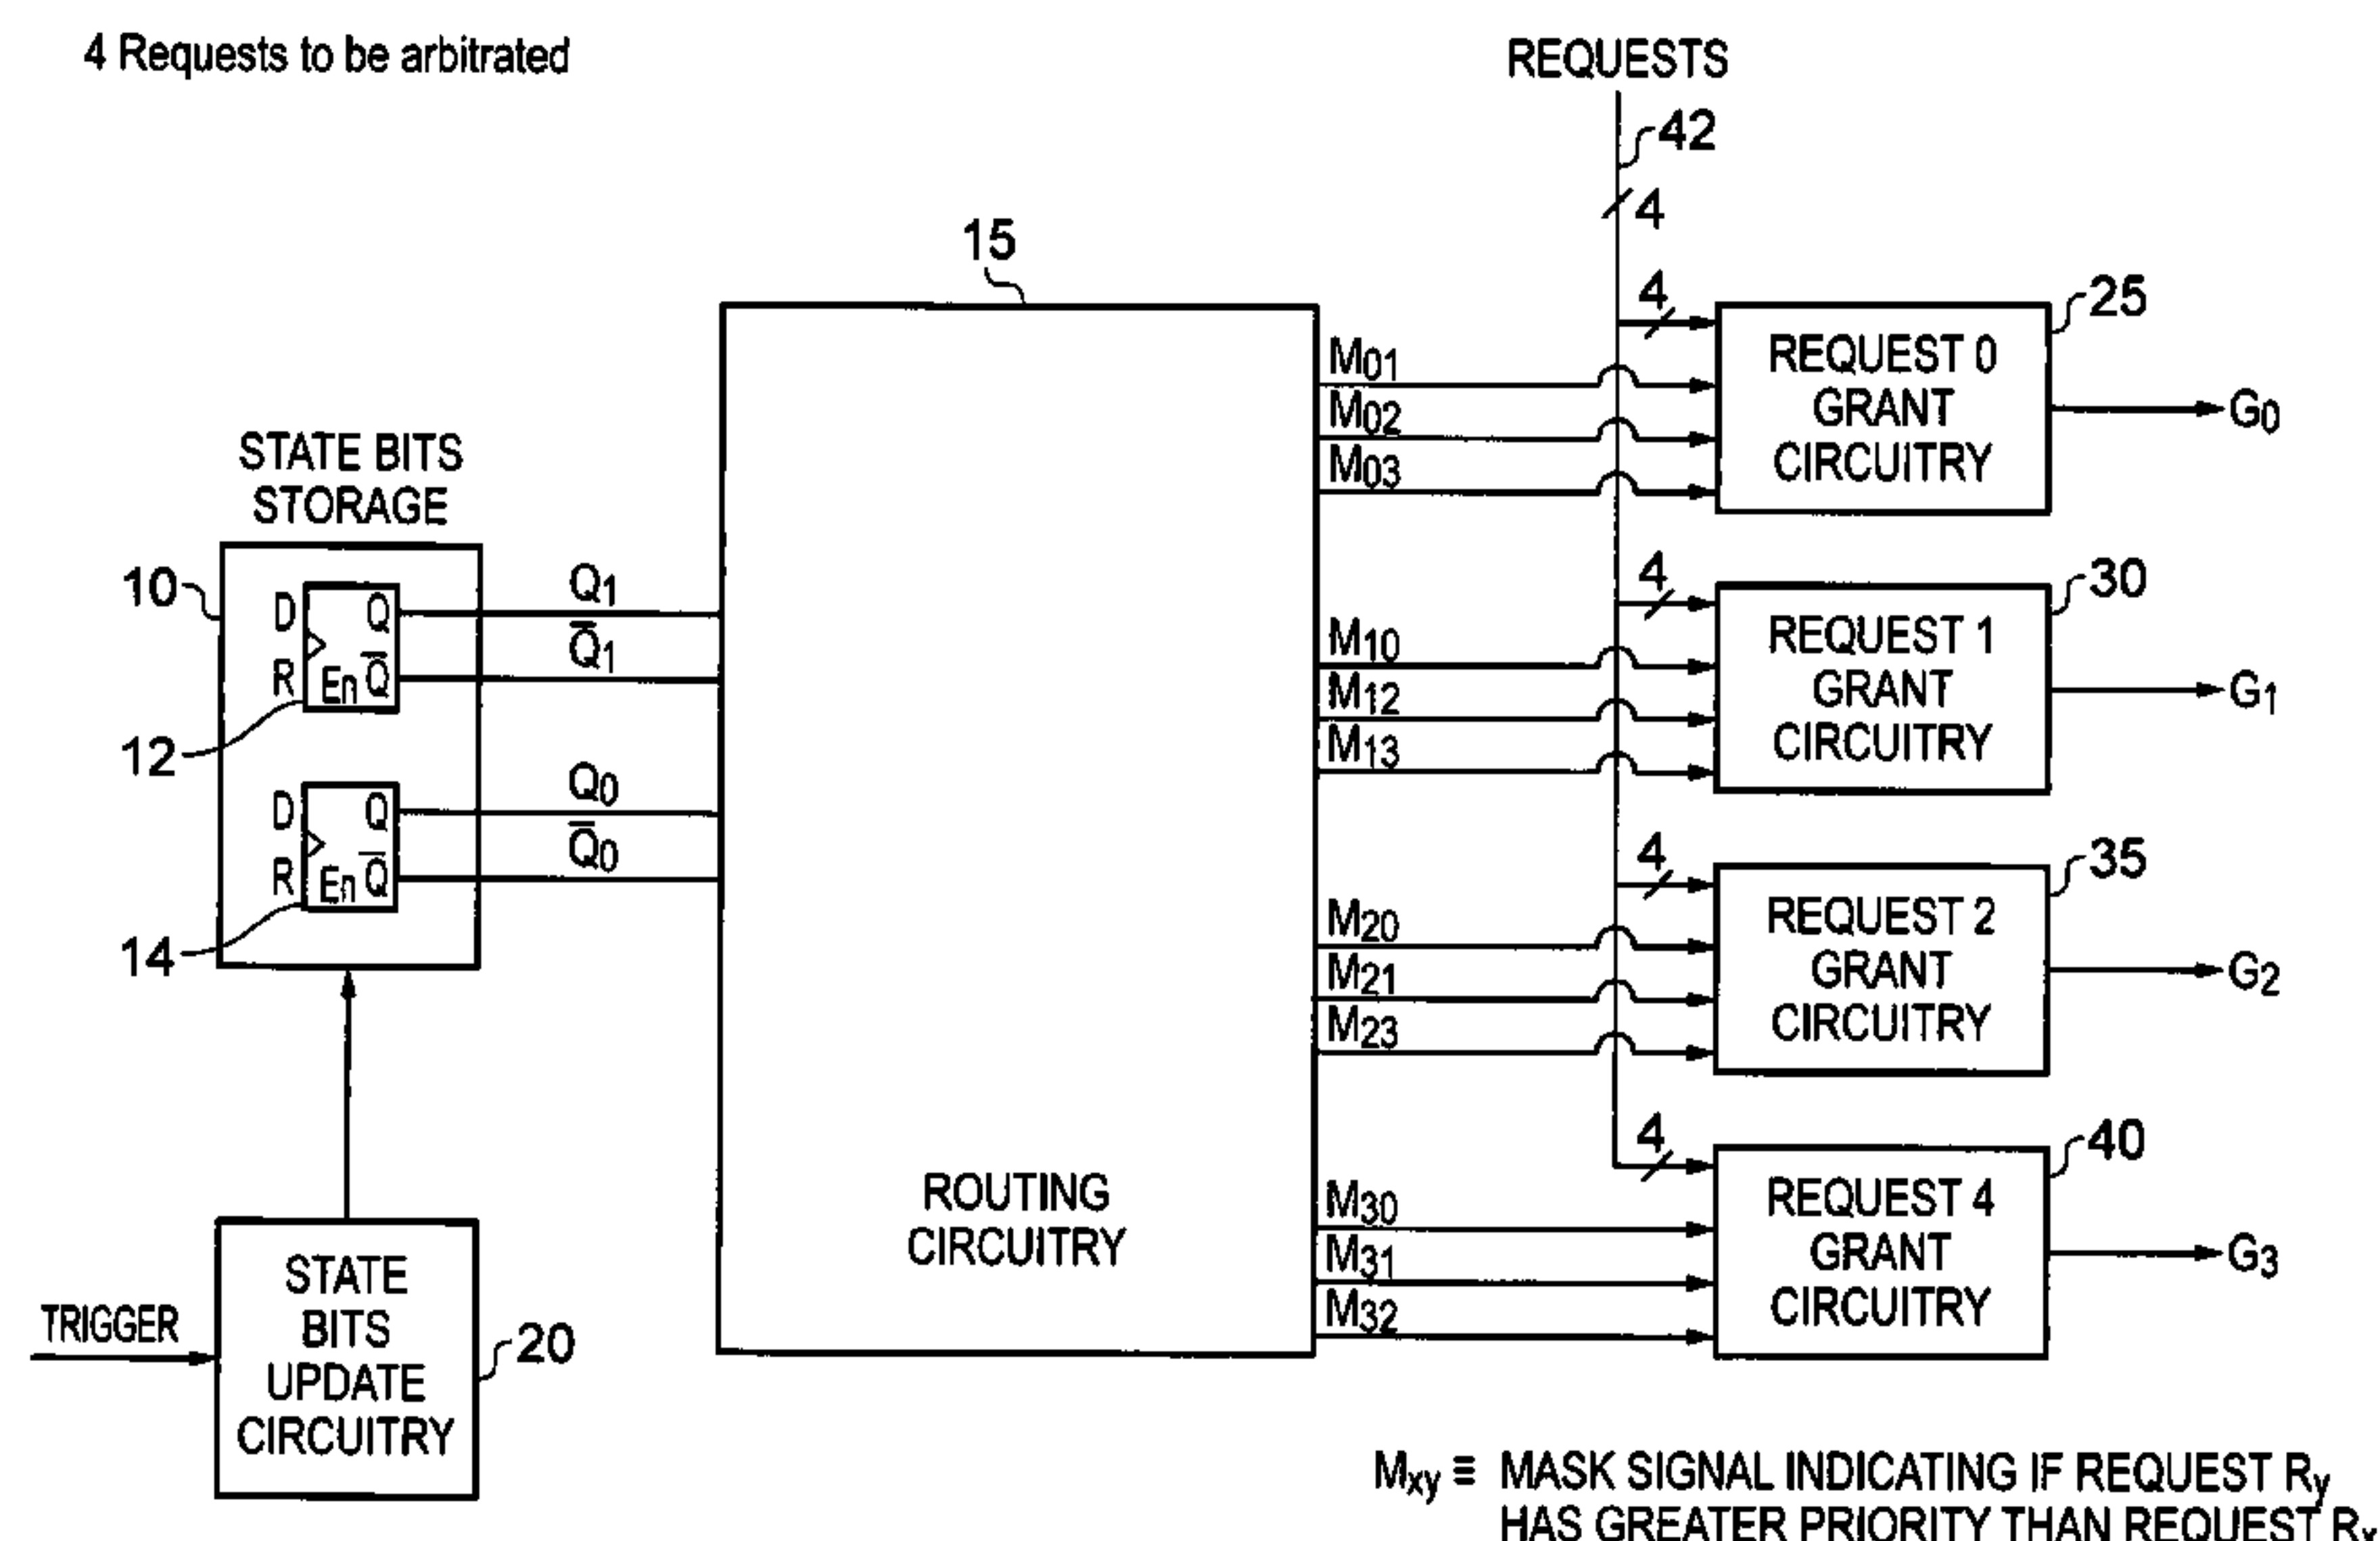 4 Requests to be arbitrated
REQUESTS
42
4
15
4
25
M01
M02
M03
REQUEST 0
GRANT
CIRCUITRY
G0
STATE BITS
STORAGE
10
D Q
R En Q̅
12
Q1
Q̅1
D Q
R En Q̅
14
Q0
Q̅0
4
30
M10
M12
M13
REQUEST 1
GRANT
CIRCUITRY
G1
4
35
M20
M21
M23
REQUEST 2
GRANT
CIRCUITRY
G2
4
40
M30
M31
M32
REQUEST 4
GRANT
CIRCUITRY
G3
ROUTING
CIRCUITRY
TRIGGER
STATE
BITS
UPDATE
CIRCUITRY
20
Mxy ≡ MASK SIGNAL INDICATING IF REQUEST Ry
HAS GREATER PRIORITY THAN REQUEST Rx